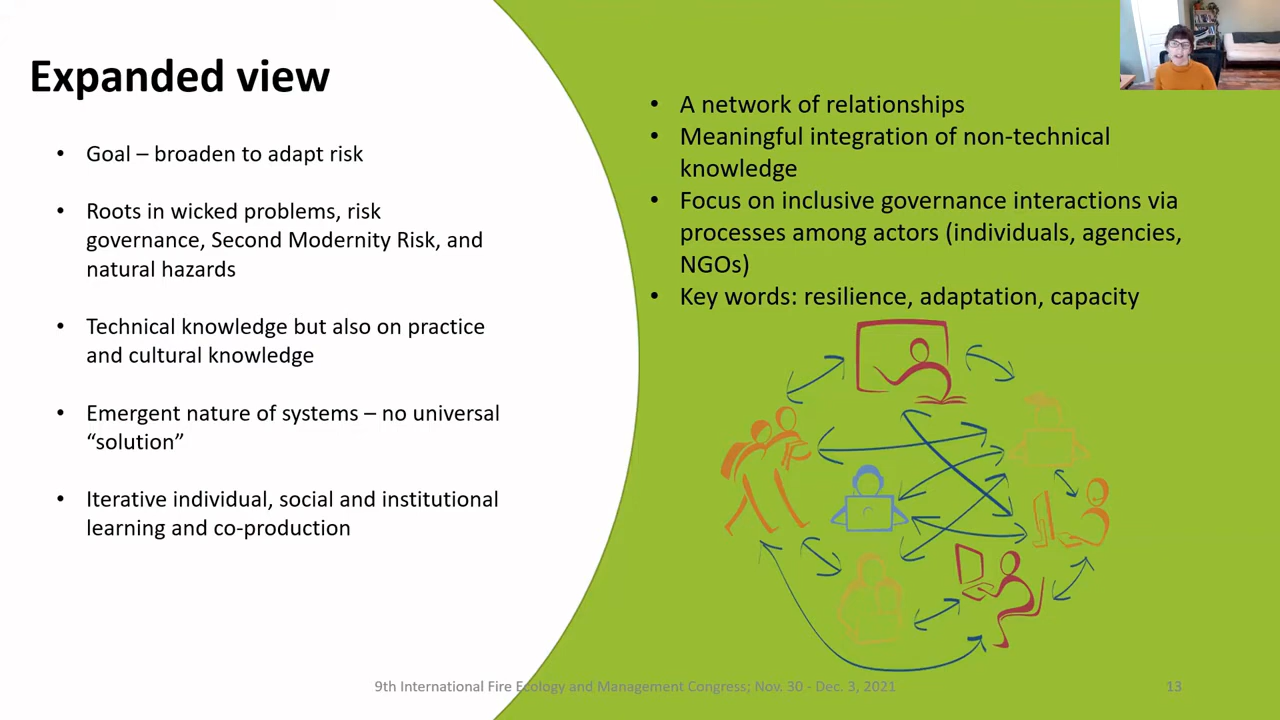 Expanded view
• Goal – broaden to adapt risk
• Roots in wicked problems, risk
governance, Second Modernity Risk, and
natural hazards
• Technical knowledge but also on practice
and cultural knowledge
• Emergent nature of systems – no universal
“solution”
• Iterative individual, social and institutional
learning and co-production
• A network of relationships
• Meaningful integration of non-technical
knowledge
• Focus on inclusive governance interactions via
processes among actors (individuals, agencies,
NGOs)
• Key words: resilience, adaptation, capacity
9th International Fire Ecology and Management Congress; Nov. 30 - Dec. 3, 2021
13